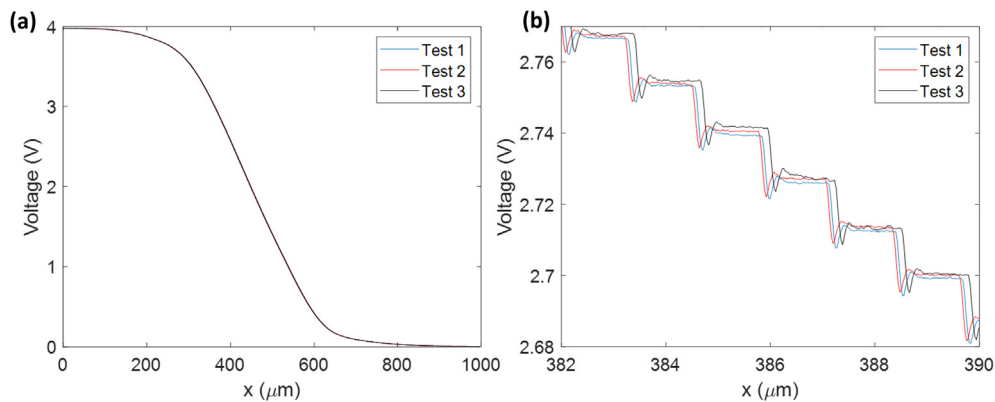 (a)
4
3
2
1
0
Voltage (V)
Test 1
Test 2
Test 3
0
200
400
600
800
1000
x (μm)
(b)
2.76
2.74
2.72
2.7
2.68
Voltage (V)
Test 1
Test 2
Test 3
382
384
386
388
390
x (μm)